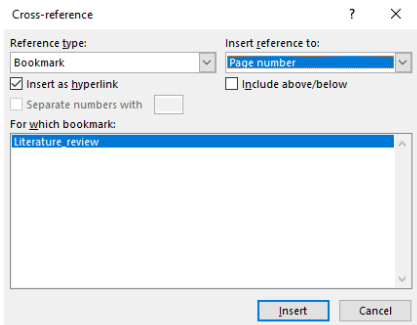 Cross-reference ? ×
Reference type: Insert reference to:
Bookmark Page number
Insert as hyperlink Include above/below
Separate numbers with
For which bookmark:
Literature_review
Insert Cancel